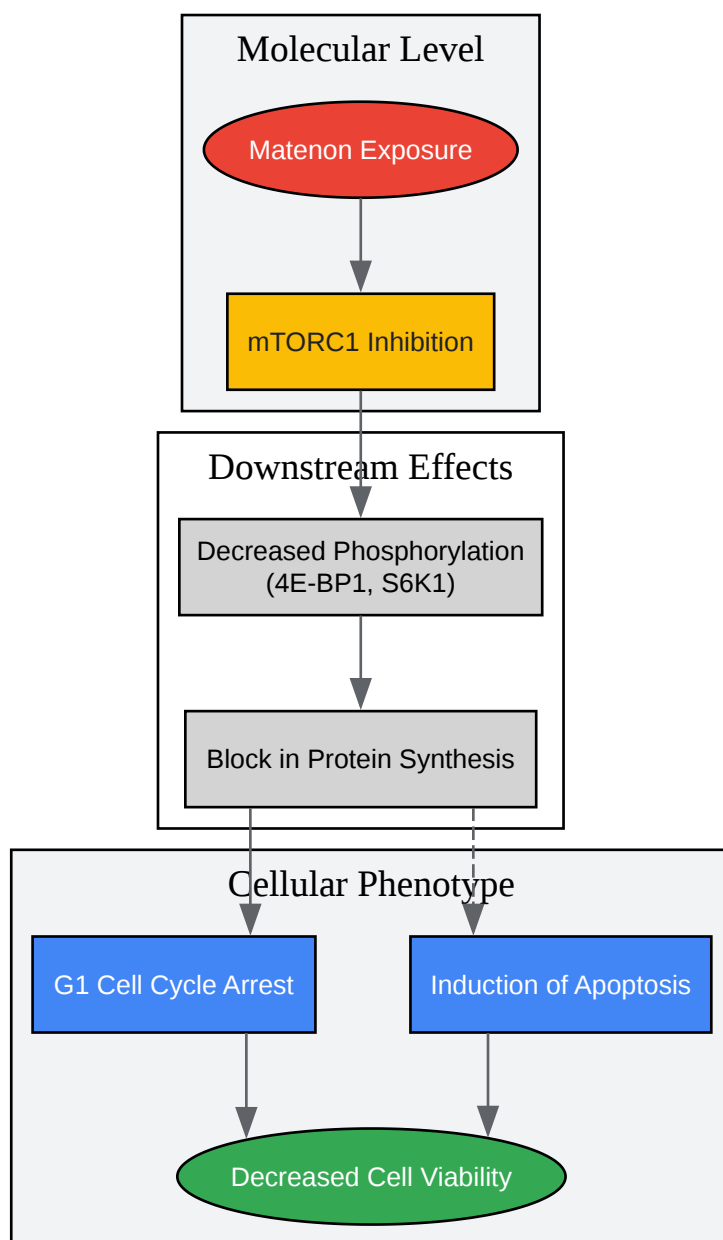 Molecular Level
Matenon Exposure
mTORC1 Inhibition
Downstream Effects
Decreased Phosphorylation
(4E-BP1, S6K1)
Block in Protein Synthesis
Cellular Phenotype
G1 Cell Cycle Arrest
Induction of Apoptosis
Decreased Cell Viability